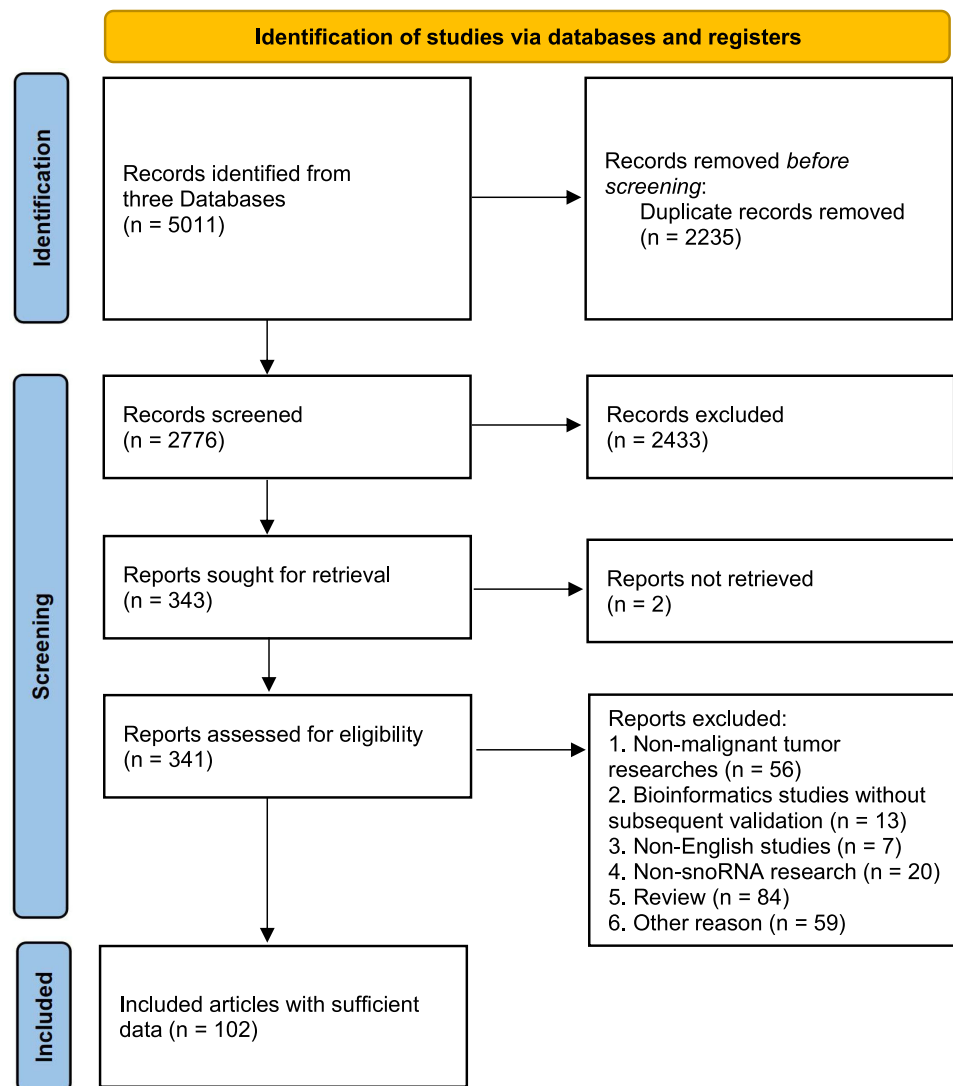 Identification of studies via databases and registers
Identification
Records identified from
three Databases
(n = 5011)
Records removed before
screening:
Duplicate records removed
(n = 2235)
Screening
Records screened
(n = 2776)
Records excluded
(n = 2433)
Reports sought for retrieval
(n = 343)
Reports not retrieved
(n = 2)
Reports assessed for eligibility
(n = 341)
Reports excluded:
1. Non-malignant tumor
researches (n = 56)
2. Bioinformatics studies without
subsequent validation (n = 13)
3. Non-English studies (n = 7)
4. Non-snoRNA research (n = 20)
5. Review (n = 84)
6. Other reason (n = 59)
Included
Included articles with sufficient
data (n = 102)